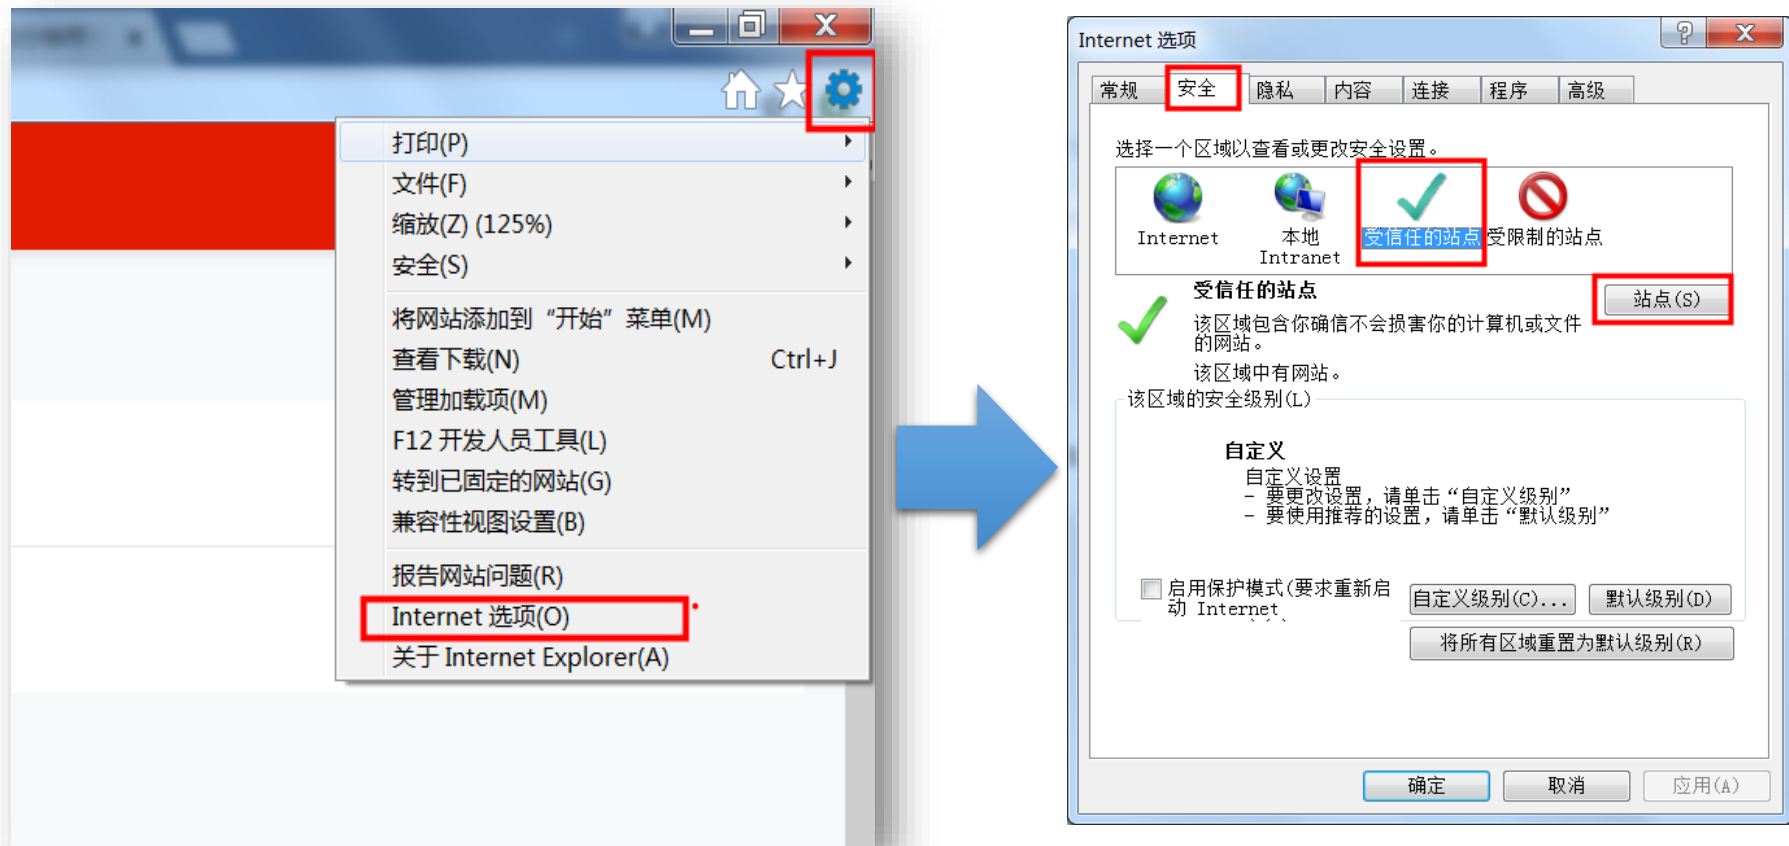 打印(P)
文件(F)
缩放(Z) (125%)
安全(S)
将网站添加到“开始”菜单(M)
查看下载(N) Ctrl+J
管理加载项(M)
F12 开发人员工具(L)
转到已固定的网站(G)
兼容性视图设置(B)
报告网站问题(R)
Internet 选项(O)
关于 Internet Explorer(A)
Internet 选项
常规 安全 隐私 内容 连接 程序 高级
选择一个区域以查看或更改安全设置。
Internet 本地 受信任的站点 受限制的站点
Intranet
受信任的站点
站点(S)
该区域包含你确信不会损害你的计算机或文件
的网站。
该区域中有网站。
该区域的安全级别(L)
自定义
自定义设置
- 要更改设置，请单击“自定义级别”
- 要使用推荐的设置，请单击“默认级别”
启用保护模式(要求重新启
动 Internet
自定义级别(C)... 默认级别(D)
将所有区域重置为默认级别(R)
确定 取消 应用(A)